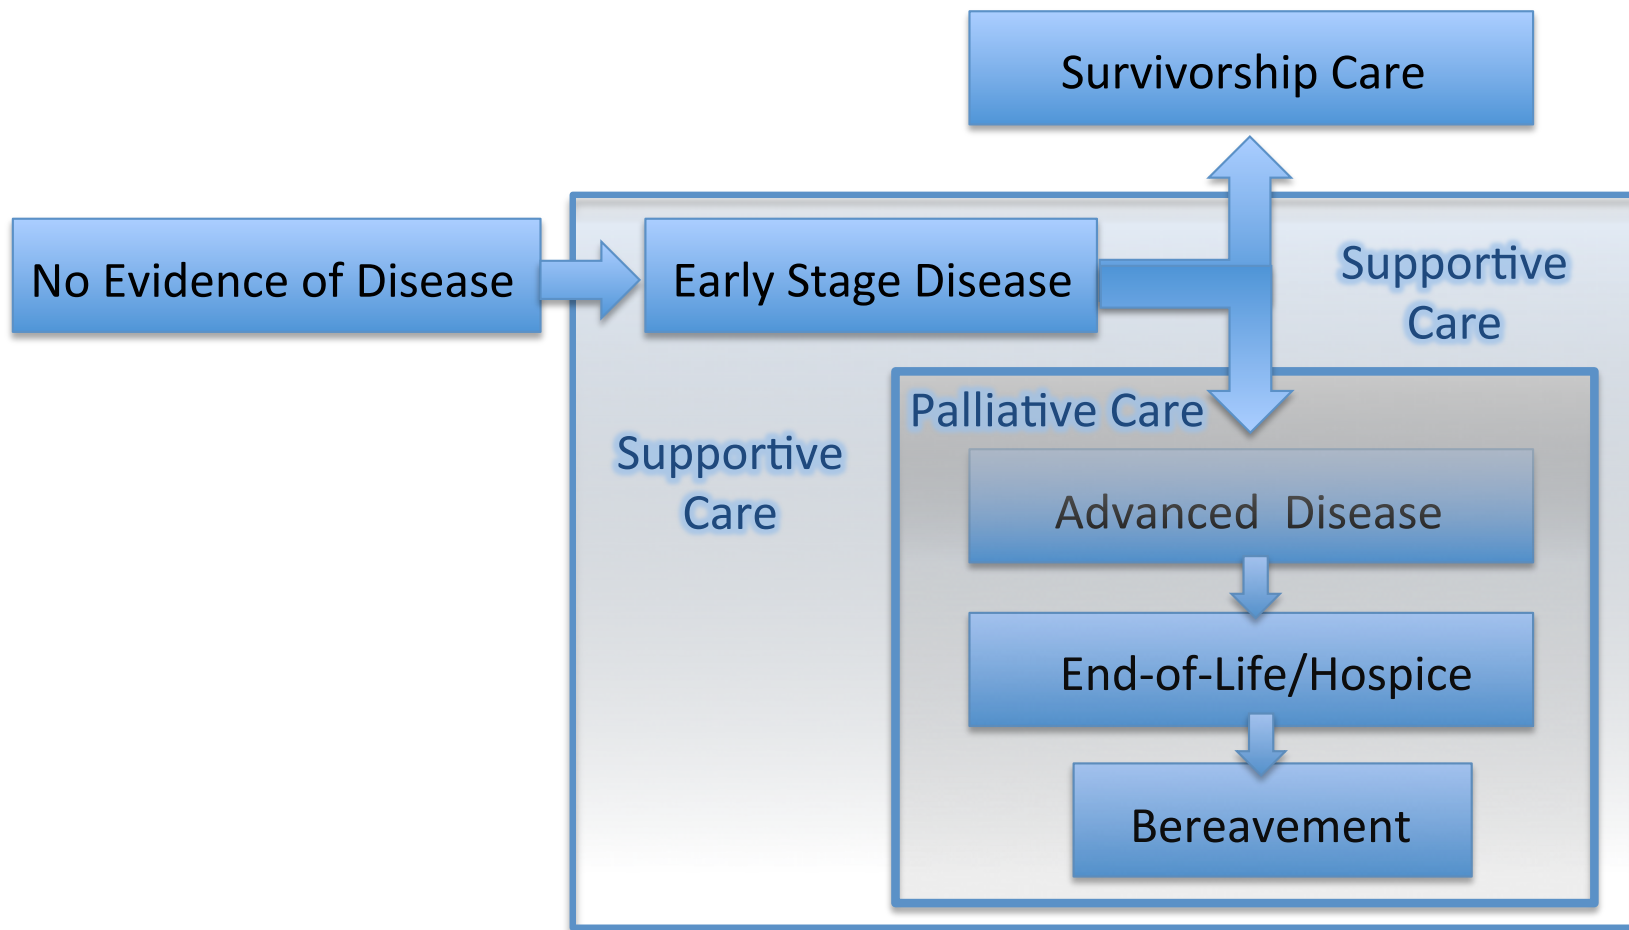 Survivorship Care
No Evidence of Disease
Early Stage Disease
Supportive
Care
Palliative Care
Supportive
Care
Advanced  Disease
End-of-Life/Hospice
Bereavement